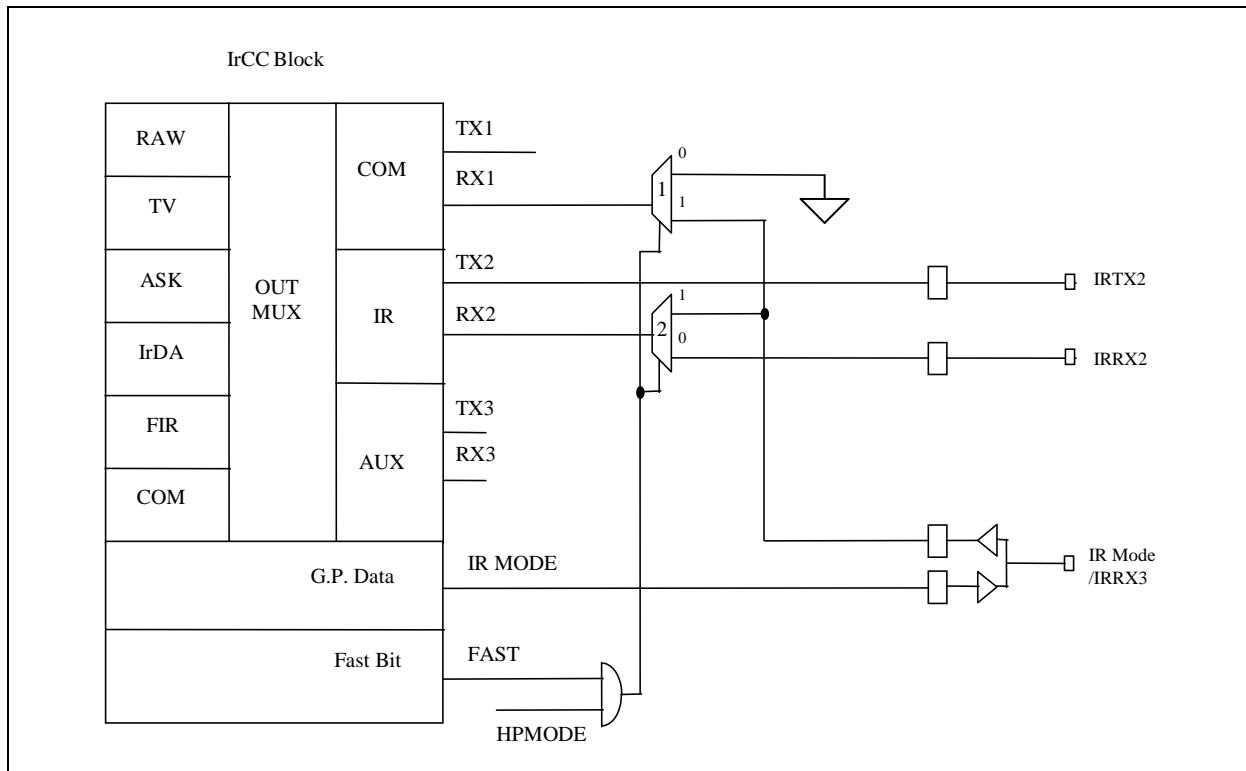 IrCC Block
RAW
TV
ASK
IrDA
FIR
COM
OUT
MUX
COM
IR
AUX
G.P. Data
Fast Bit
TX1
RX1
TX2
RX2
TX3
RX3
IR MODE
FAST
HPMODE
0
1
1
1
2
0
IRTX2
IRRX2
IR Mode
/IRRX3